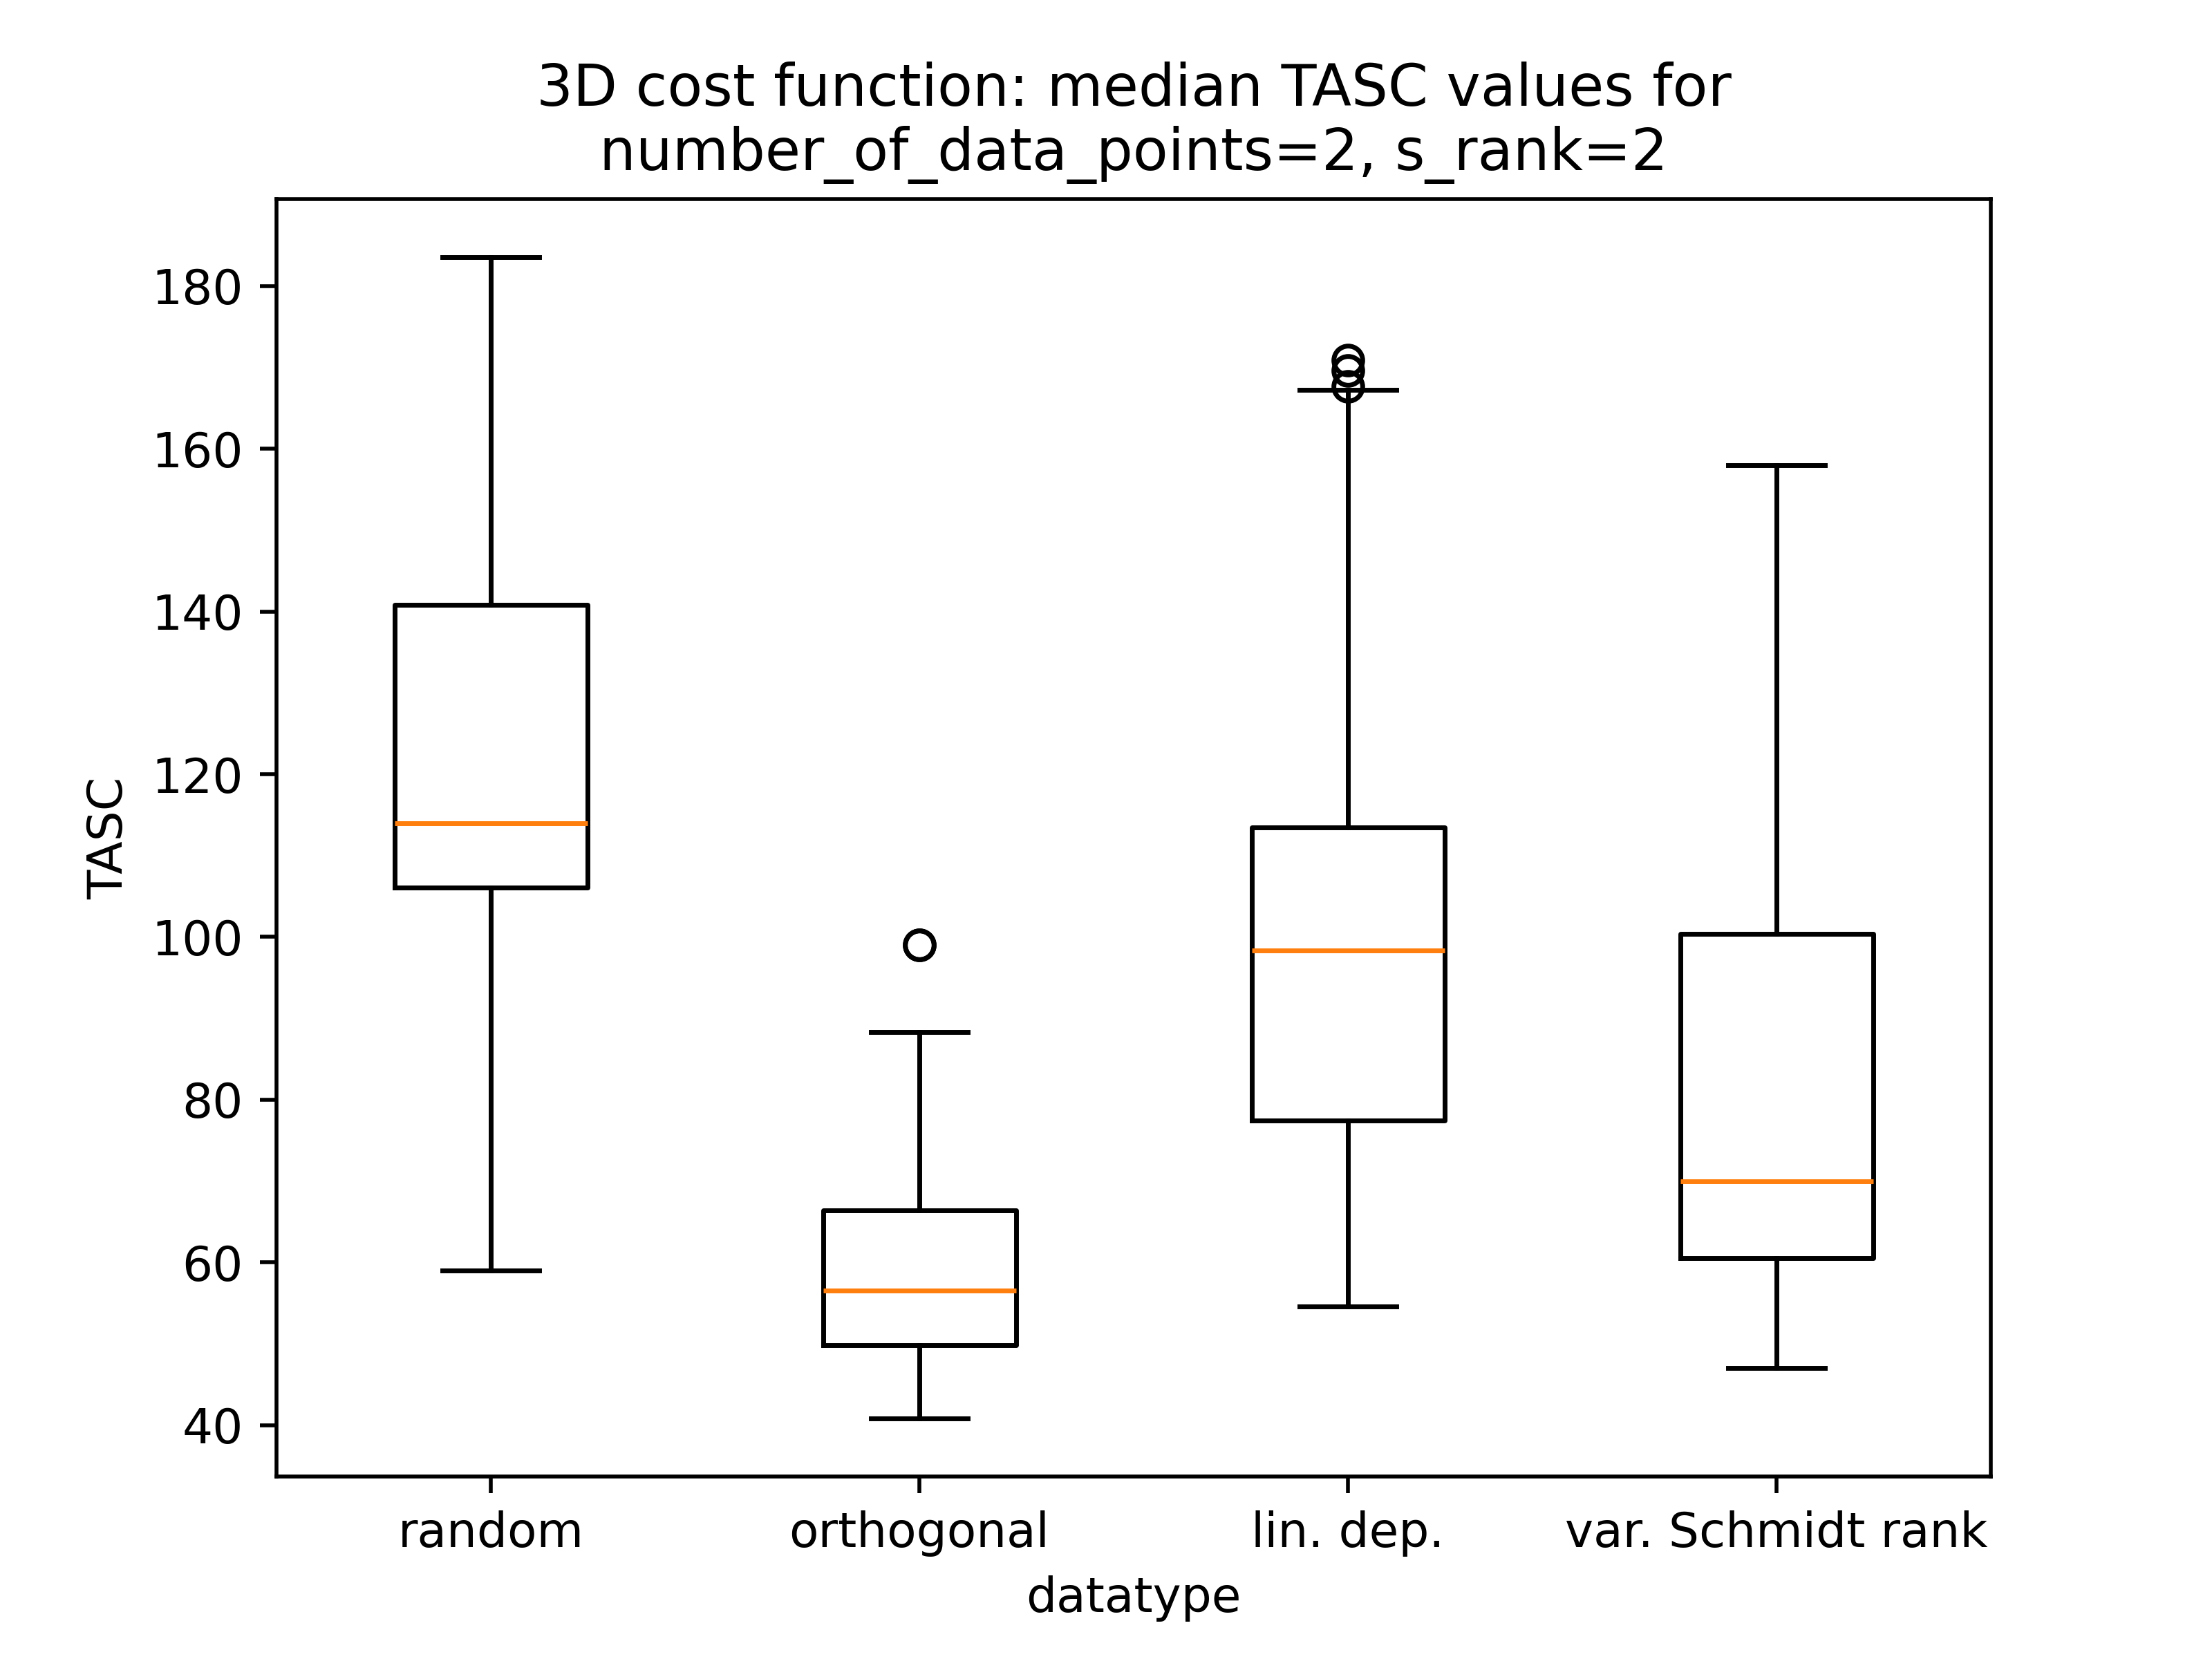 3D cost function: median TASC values for
number_of_data_points=2, s_rank=2
TASC
180
160
140
120
100
80
60
40
random orthogonal lin. dep. var. Schmidt rank
datatype